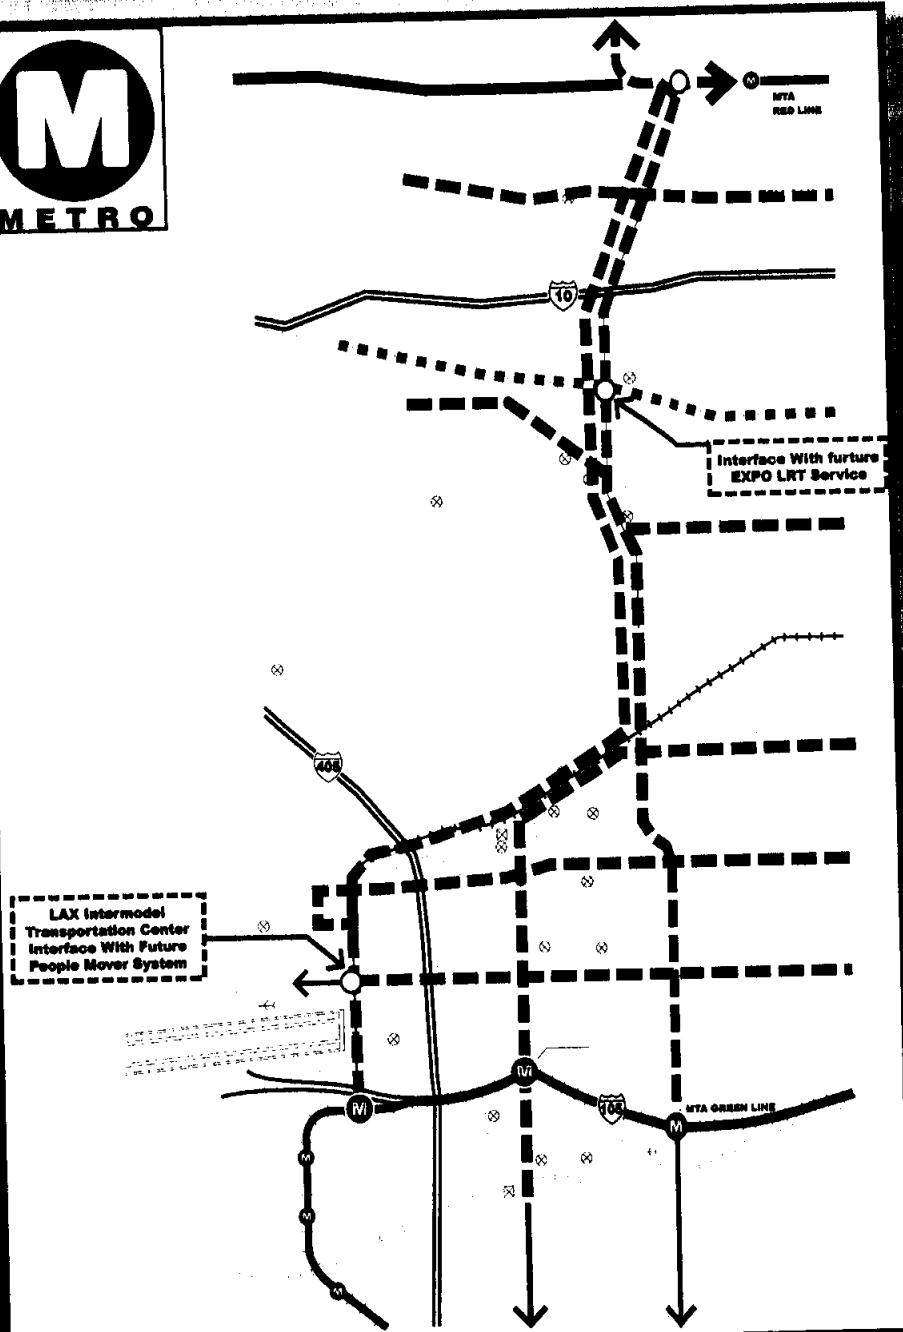 M
METRO
M
MTA
RED LINE
10
Interface With furture
EXPO LRT Service
405
LAX Intermodel
Transportation Center
Interface With Future
People Mover System
M
M
105
MTA GREEN LINE
M
M
M
M